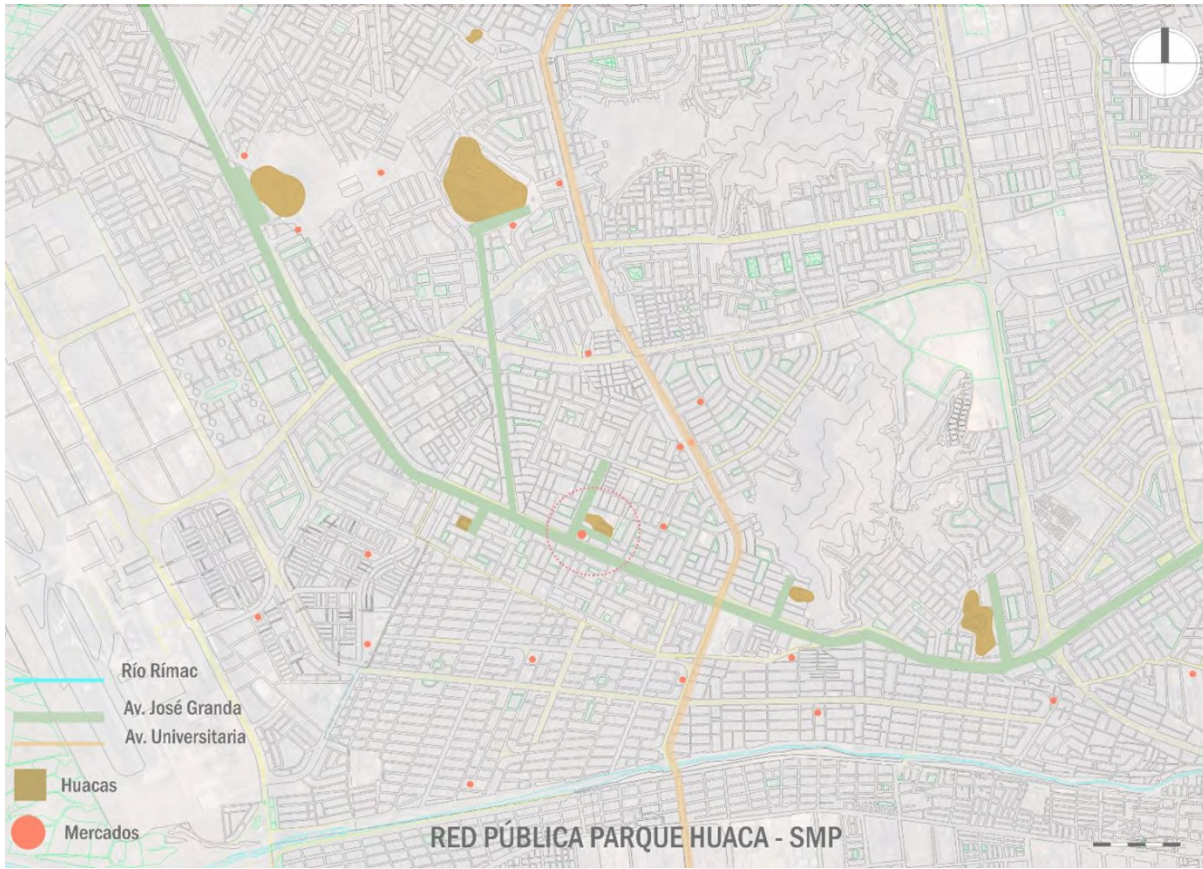 Río Rímac
Av. José Granda
Av. Universitaria
Huacas
Mercados
RED PÚBLICA PARQUE HUACA - SMP